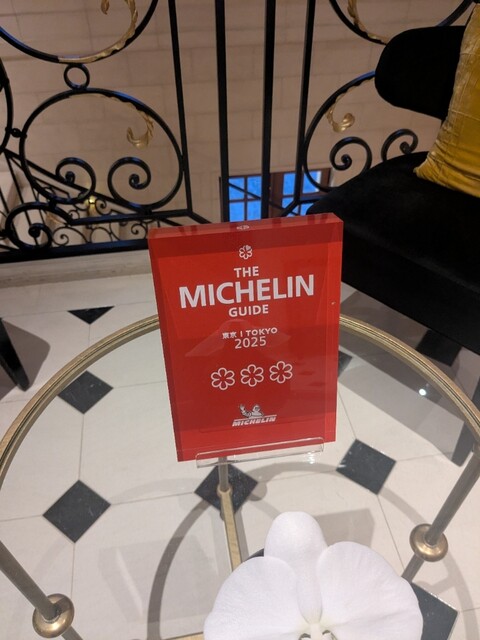 THE
MICHELIN
GUIDE
東京 | TOKYO
2025
MICHELIN